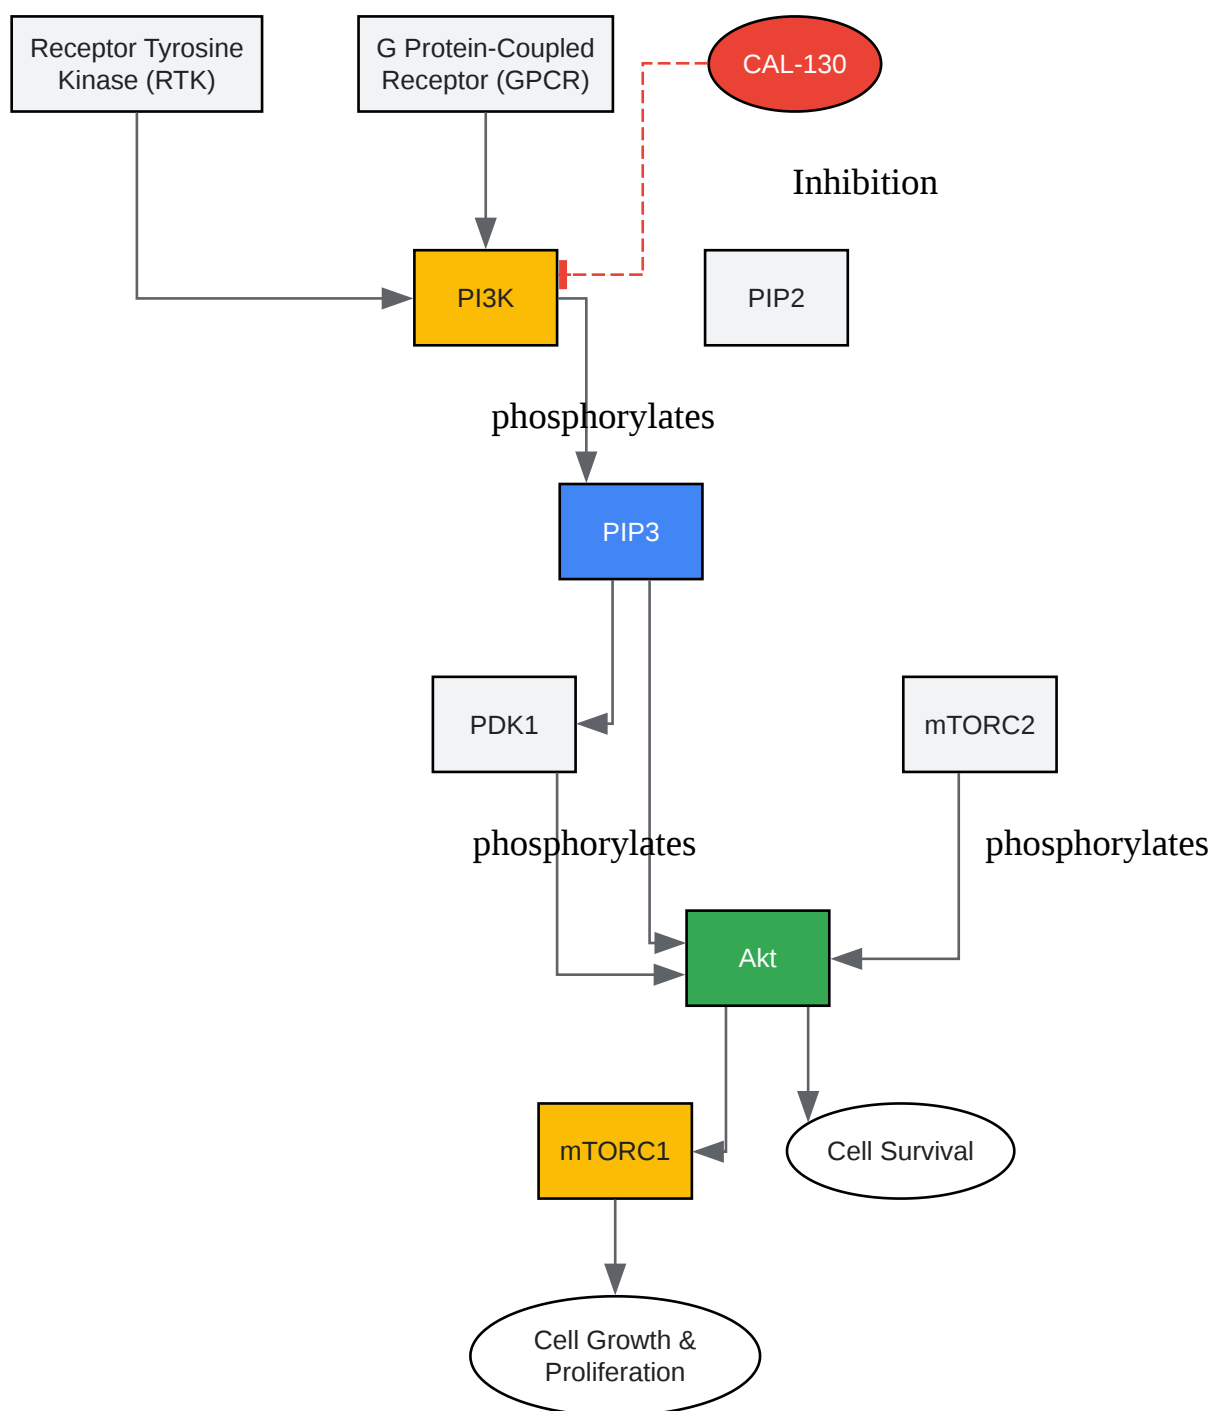 Receptor Tyrosine
Kinase (RTK)
G Protein-Coupled
Receptor (GPCR)
CAL-130
Inhibition
PI3K
PIP2
phosphorylates
PIP3
PDK1
mTORC2
phosphorylates
phosphorylates
Akt
mTORC1
Cell Survival
Cell Growth &
Proliferation